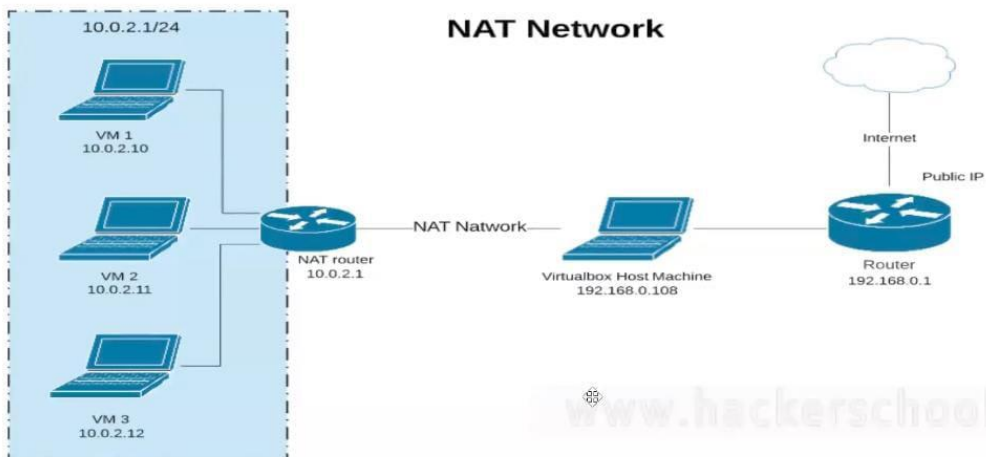 10.0.2.1/24
NAT Network
VM 1
10.0.2.10
VM 2
10.0.2.11
VM 3
10.0.2.12
NAT router
10.0.2.1
NAT Natwork
Virtualbox Host Machine
192.168.0.108
Internet
Public IP
Router
192.168.0.1
www.hackerschool